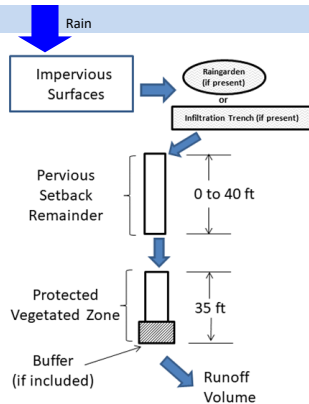 Rain
Impervious
Surfaces
Raingarden
(if present)
or
Infiltration Trench (if present)
Pervious
Setback
Remainder
0 to 40 ft
Protected
Vegetated Zone
35 ft
Buffer
(if included)
Runoff
Volume